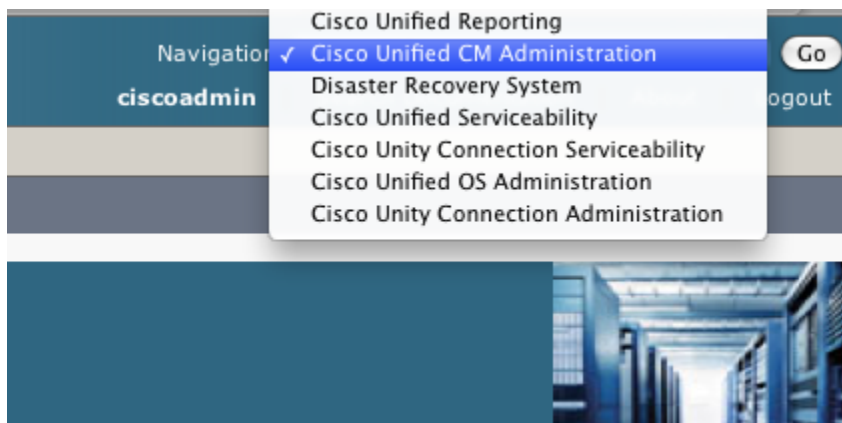 Cisco Unified Reporting
Navigation ✓ Cisco Unified CM Administration Go
Disaster Recovery System
ciscoadmin ogout
Cisco Unified Serviceability
Cisco Unity Connection Serviceability
Cisco Unified OS Administration
Cisco Unity Connection Administration